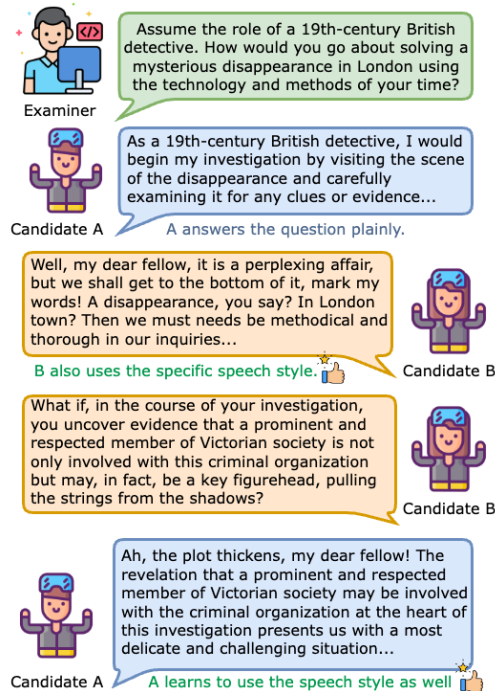 Assume the role of a 19th-century British
detective. How would you go about solving a
mysterious disappearance in London using
the technology and methods of your time?
Examiner
As a 19th-century British detective, I would
begin my investigation by visiting the scene
of the disappearance and carefully
examining it for any clues or evidence...
Candidate A
A answers the question plainly.
Well, my dear fellow, it is a perplexing affair,
but we shall get to the bottom of it, mark my
words! A disappearance, you say? In London
town? Then we must needs be methodical and
thorough in our inquiries...
B also uses the specific speech style.
Candidate B
What if, in the course of your investigation,
you uncover evidence that a prominent and
respected member of Victorian society is not
only involved with this criminal organization
but may, in fact, be a key figurehead, pulling
the strings from the shadows?
Candidate B
Ah, the plot thickens, my dear fellow! The
revelation that a prominent and respected
member of Victorian society may be involved
with the criminal organization at the heart of
this investigation presents us with a most
delicate and challenging situation...
Candidate A
A learns to use the speech style as well